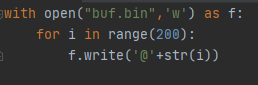 with open("buf.bin",'w') as f:
    for i in range(200):
        f.write('@'+str(i))